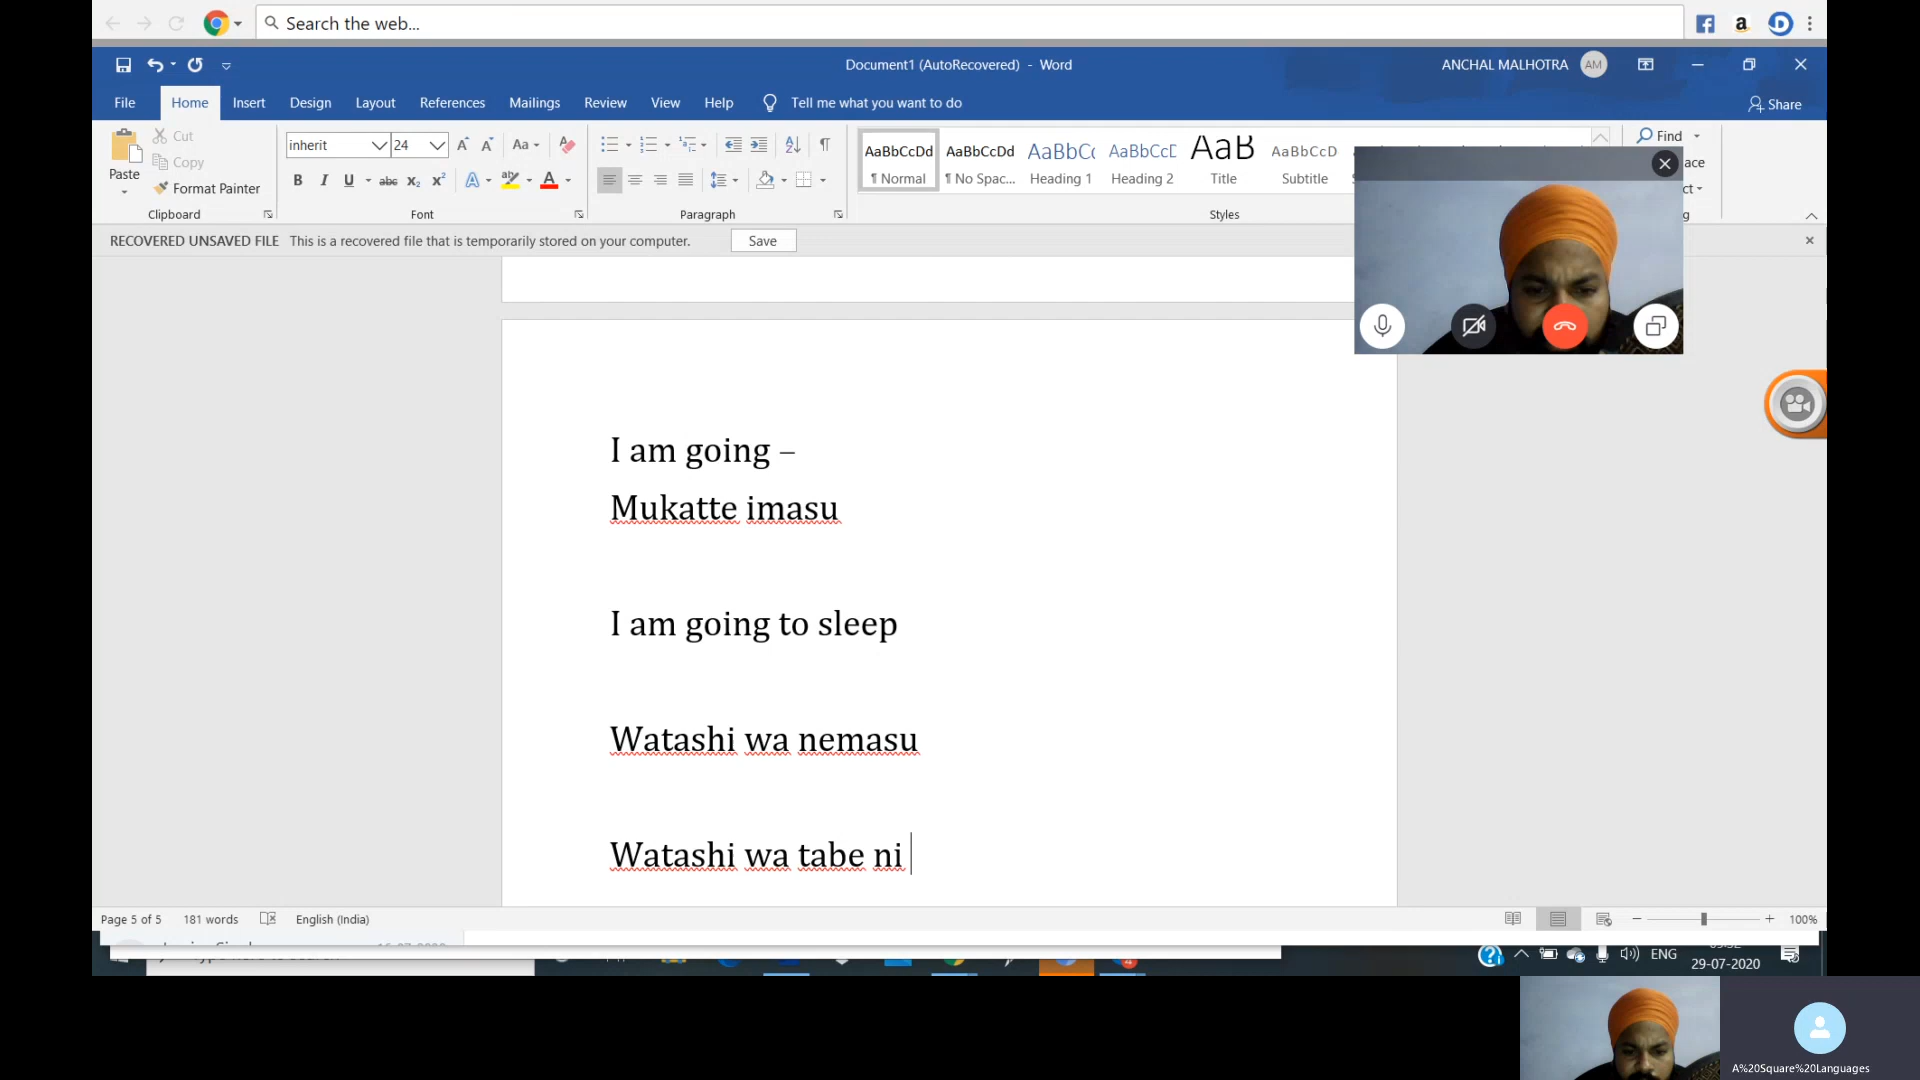 Search the web...
Document1 (AutoRecovered) - Word
ANCHAL MALHOTRA AM
File Home Insert Design Layout References Mailings Review View Help Tell me what you want to do Share
Paste
Cut
Copy
Format Painter
Clipboard
inherit 24
Aa
Font
Paragraph
AaBbCcDd AaBbCcDd AaBbCc AaBbCcD AaB AaBbCcD
¶ Normal ¶ No Spac... Heading 1 Heading 2 Title Subtitle
Styles
Find
RECOVERED UNSAVED FILE This is a recovered file that is temporarily stored on your computer. Save
I am going –
Mukatte imasu
I am going to sleep
Watashi wa nemasu
Watashi wa tabe ni
Page 5 of 5 181 words English (India) 100%
ENG
29-07-2020
A%20Square%20Languages